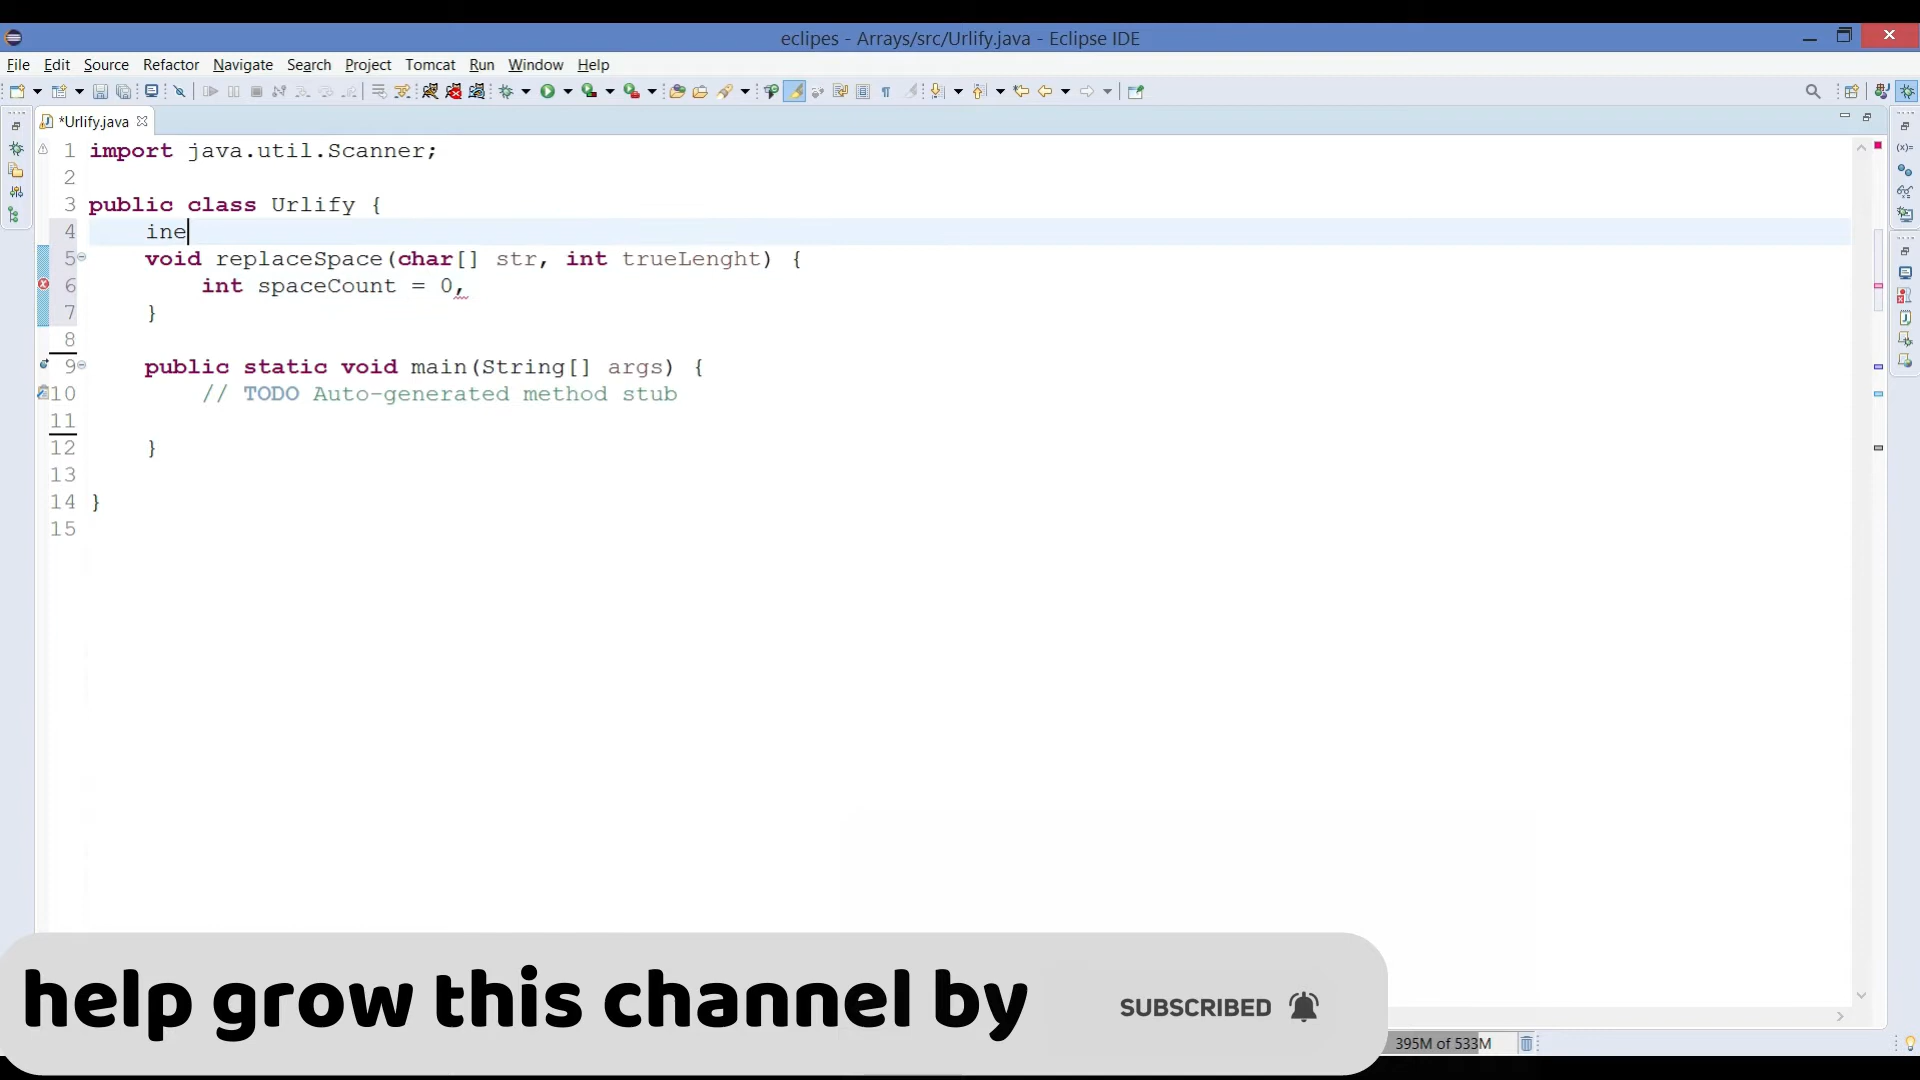 eclipes - Arrays/src/Urlify.java - Eclipse IDE
File Edit Source Refactor Navigate Search Project Tomcat Run Window Help
*Urlify.java
1 import java.util.Scanner;
2
3 public class Urlify {
4 ine
5 void replaceSpace(char[] str, int trueLenght) {
6 int spaceCount = 0,
7 }
8
9 public static void main(String[] args) {
10 // TODO Auto-generated method stub
11
12 }
13
14 }
15
help grow this channel by SUBSCRIBED
395M of 533M